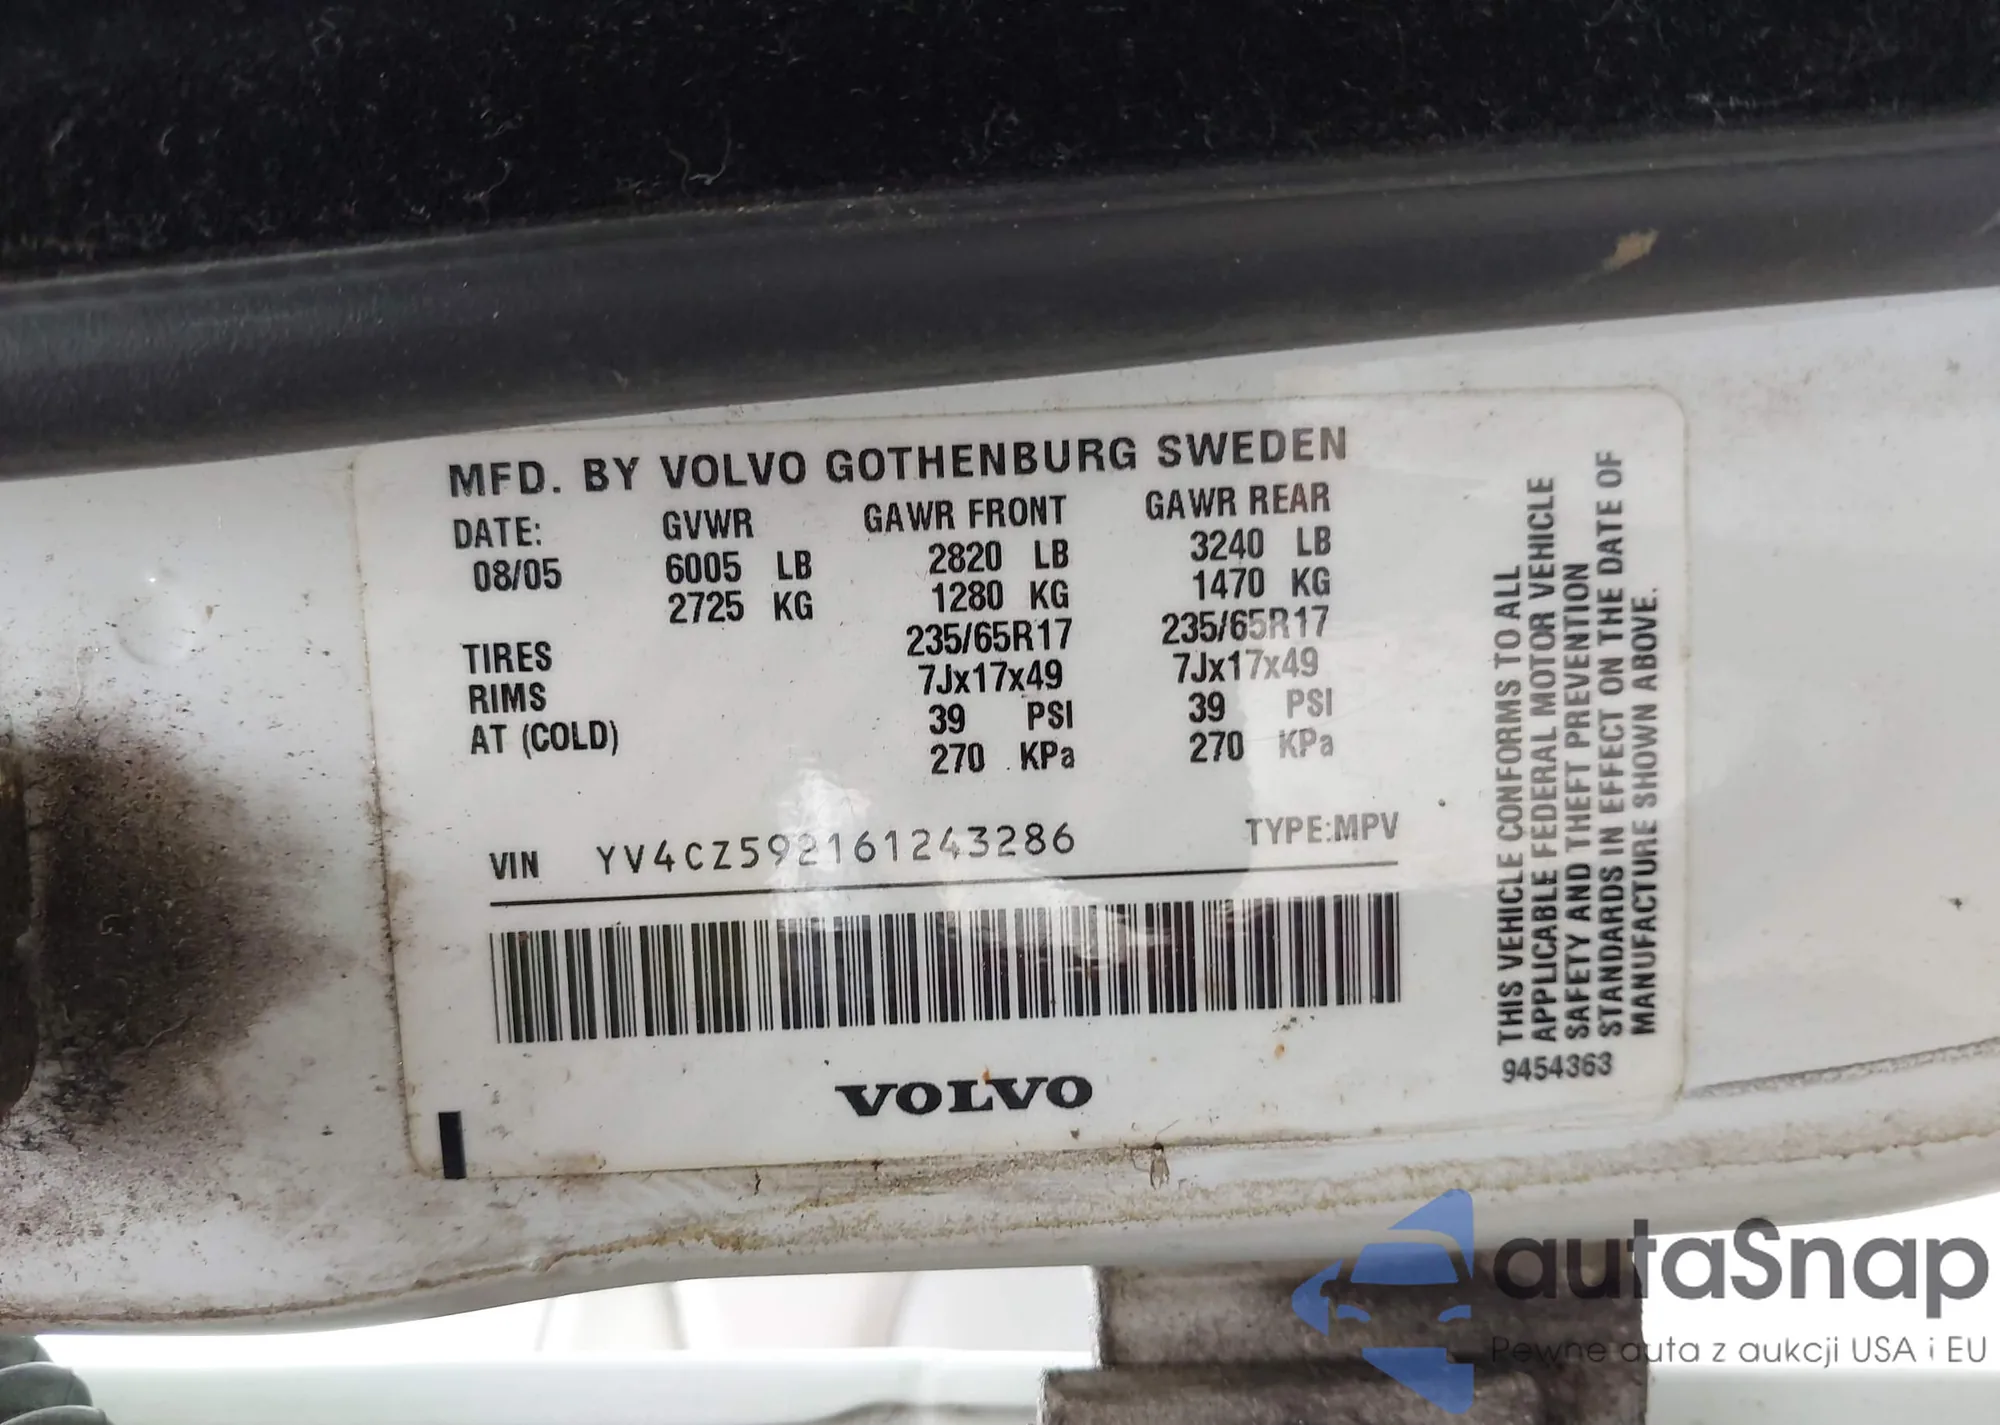 MFD. BY VOLVO GOTHENBURG SWEDEN
DATE: GVWR GAWR FRONT GAWR REAR
08/05 6005 LB 2820 LB 3240 LB
2725 KG 1280 KG 1470 KG
TIRES 235/65R17 235/65R17
RIMS 7Jx17x49 7Jx17x49
AT (COLD) 39 PSI 39 PSI
270 KPa 270 KPa
VIN YV4CZ592161243286 TYPE:MPV
VOLVO
THIS VEHICLE CONFORMS TO ALL
APPLICABLE FEDERAL MOTOR VEHICLE
SAFETY AND THEFT PREVENTION
STANDARDS IN EFFECT ON THE DATE OF
MANUFACTURE SHOWN ABOVE.
9454363
autaSnap
Pewne auta z aukcji USA i EU